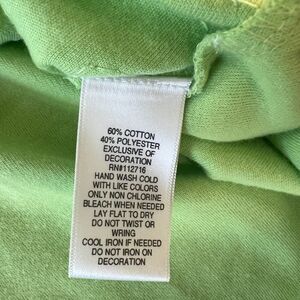 60% COTTON
40% POLYESTER
EXCLUSIVE OF
DECORATION
RN#112716
HAND WASH COLD
WITH LIKE COLORS
ONLY NON CHLORINE
BLEACH WHEN NEEDED
LAY FLAT TO DRY
DO NOT TWIST OR
WRING
COOL IRON IF NEEDED
DO NOT IRON ON
DECORATION